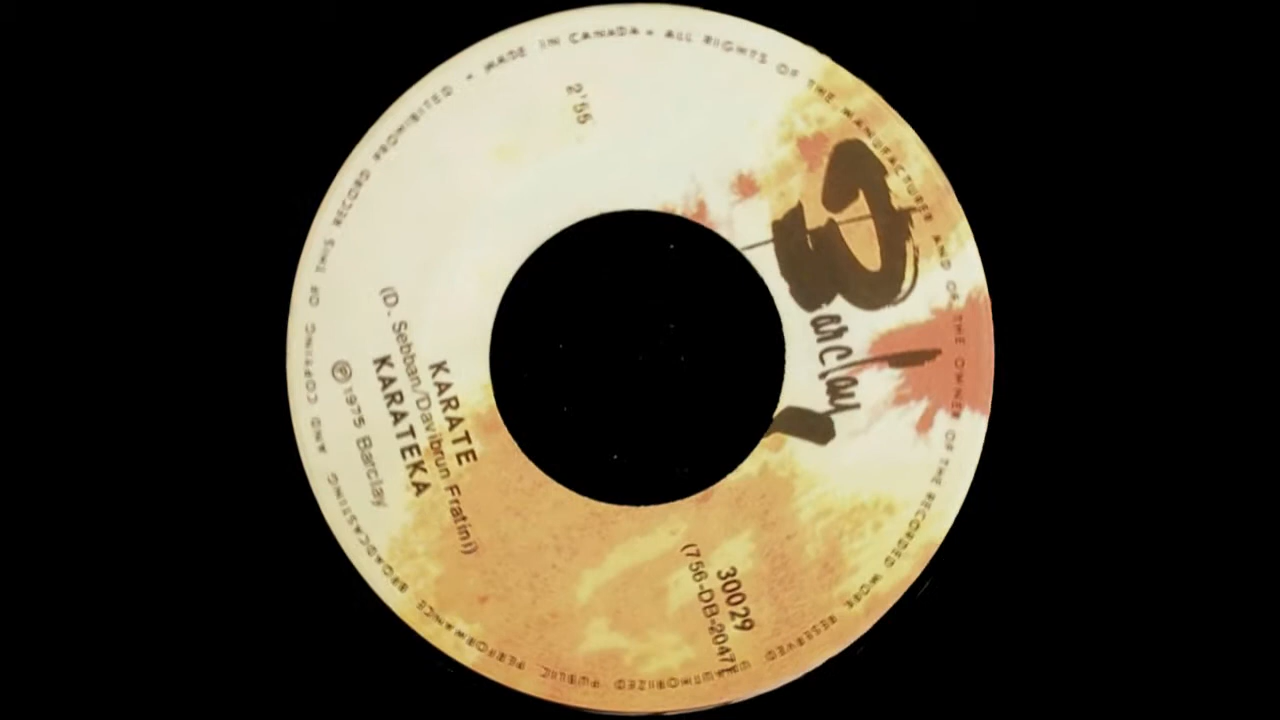 Barclay
2'55
30029
(756-DB-2047)
KARATE
(D. Sebban/Davibrun Fratini)
KARATEKA
℗ 1975 Barclay
MADE IN CANADA • ALL RIGHTS OF THE MANUFACTURER AND OF THE OWNER OF THE RECORDED WORK RESERVED UNAUTHORIZED PUBLIC PERFORMANCE BROADCASTING AND COPYING OF THIS RECORD PROHIBITED •